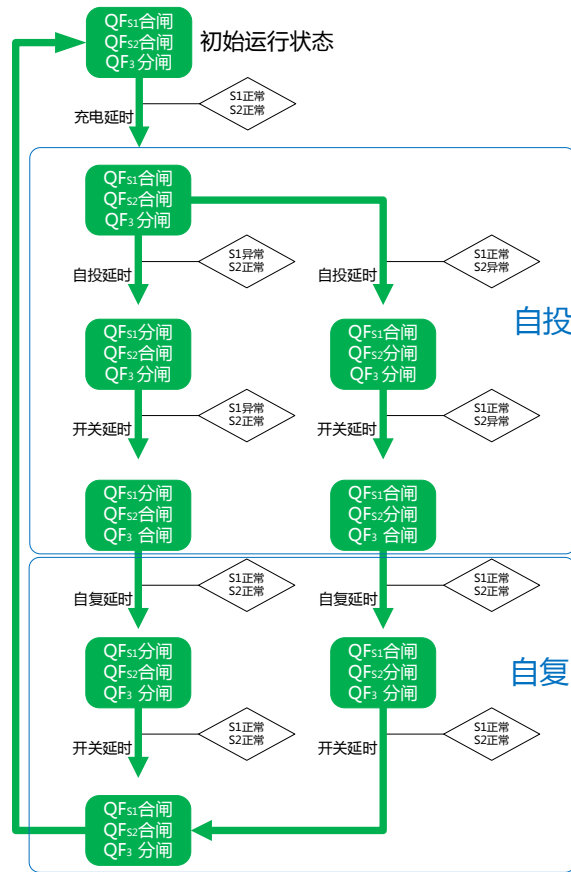 QFS1合闸
QFS2合闸
QF3 分闸
初始运行状态
S1正常
S2正常
充电延时
QFS1合闸
QFS2合闸
QF3 分闸
S1异常
S2正常
自投延时
S1正常
S2异常
自投延时
自投
QFS1分闸
QFS2合闸
QF3 分闸
QFS1合闸
QFS2分闸
QF3 分闸
S1异常
S2正常
开关延时
S1正常
S2异常
开关延时
QFS1分闸
QFS2合闸
QF3 合闸
QFS1合闸
QFS2分闸
QF3 合闸
S1正常
S2正常
自复延时
S1正常
S2正常
自复延时
自复
QFS1分闸
QFS2合闸
QF3 分闸
QFS1合闸
QFS2分闸
QF3 分闸
S1正常
S2正常
开关延时
S1正常
S2正常
开关延时
QFS1合闸
QFS2合闸
QF3 分闸